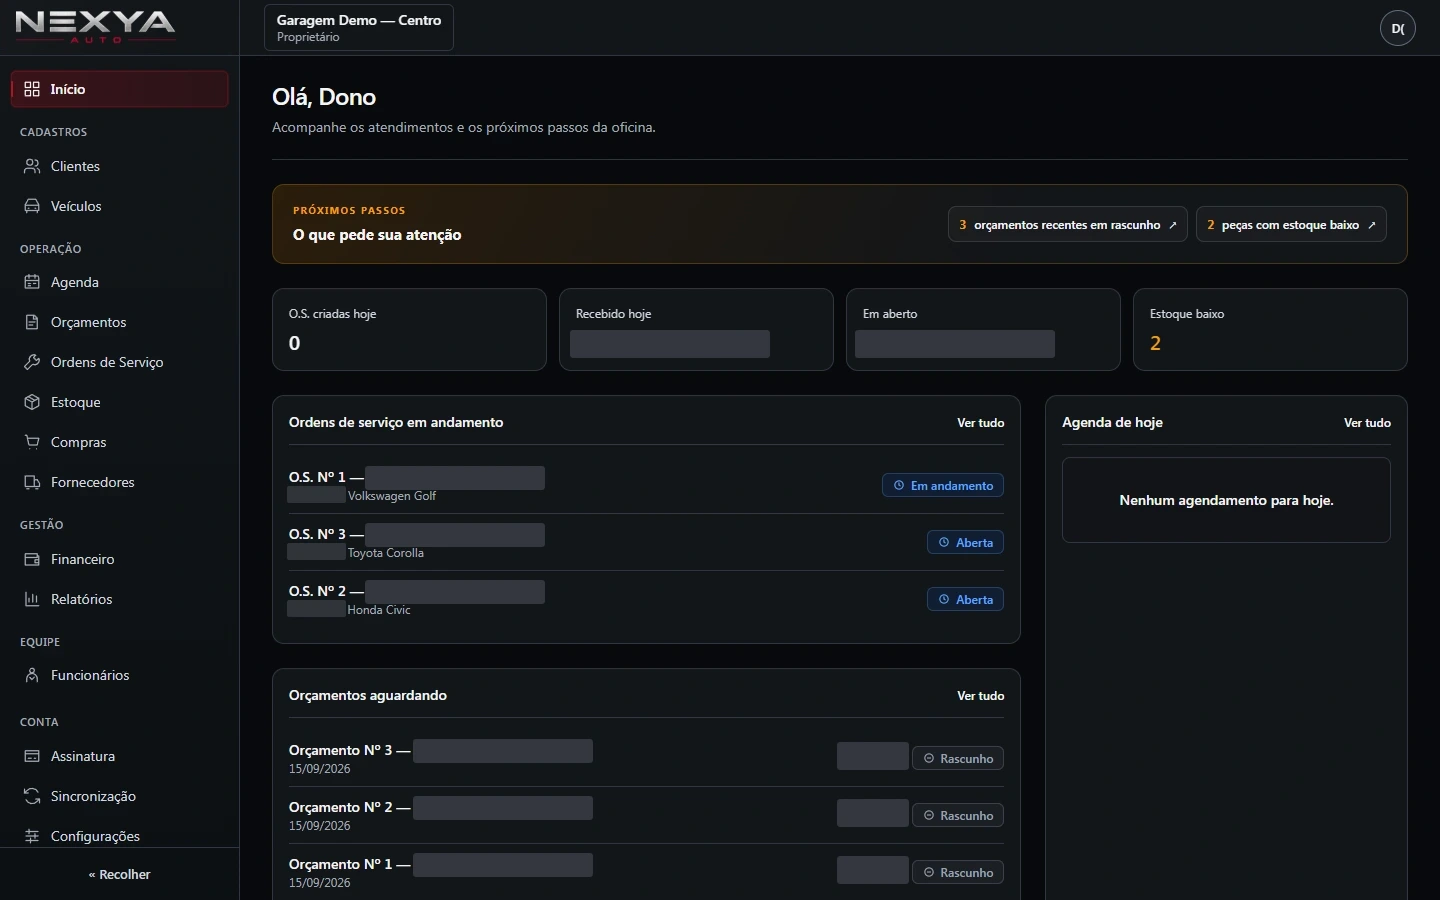 NEXYA
AUTO
Garagem Demo — Centro
Proprietário
D(
Início
CADASTROS
Clientes
Veículos
OPERAÇÃO
Agenda
Orçamentos
Ordens de Serviço
Estoque
Compras
Fornecedores
GESTÃO
Financeiro
Relatórios
EQUIPE
Funcionários
CONTA
Assinatura
Sincronização
Configurações
« Recolher
Olá, Dono
Acompanhe os atendimentos e os próximos passos da oficina.
PRÓXIMOS PASSOS
O que pede sua atenção
3 orçamentos recentes em rascunho ↗
2 peças com estoque baixo ↗
O.S. criadas hoje
0
Recebido hoje
Em aberto
Estoque baixo
2
Ordens de serviço em andamento
Ver tudo
O.S. Nº 1 —
Volkswagen Golf
Em andamento
O.S. Nº 3 —
Toyota Corolla
Aberta
O.S. Nº 2 —
Honda Civic
Aberta
Orçamentos aguardando
Ver tudo
Orçamento Nº 3 —
15/09/2026
Rascunho
Orçamento Nº 2 —
15/09/2026
Rascunho
Orçamento Nº 1 —
15/09/2026
Rascunho
Agenda de hoje
Ver tudo
Nenhum agendamento para hoje.